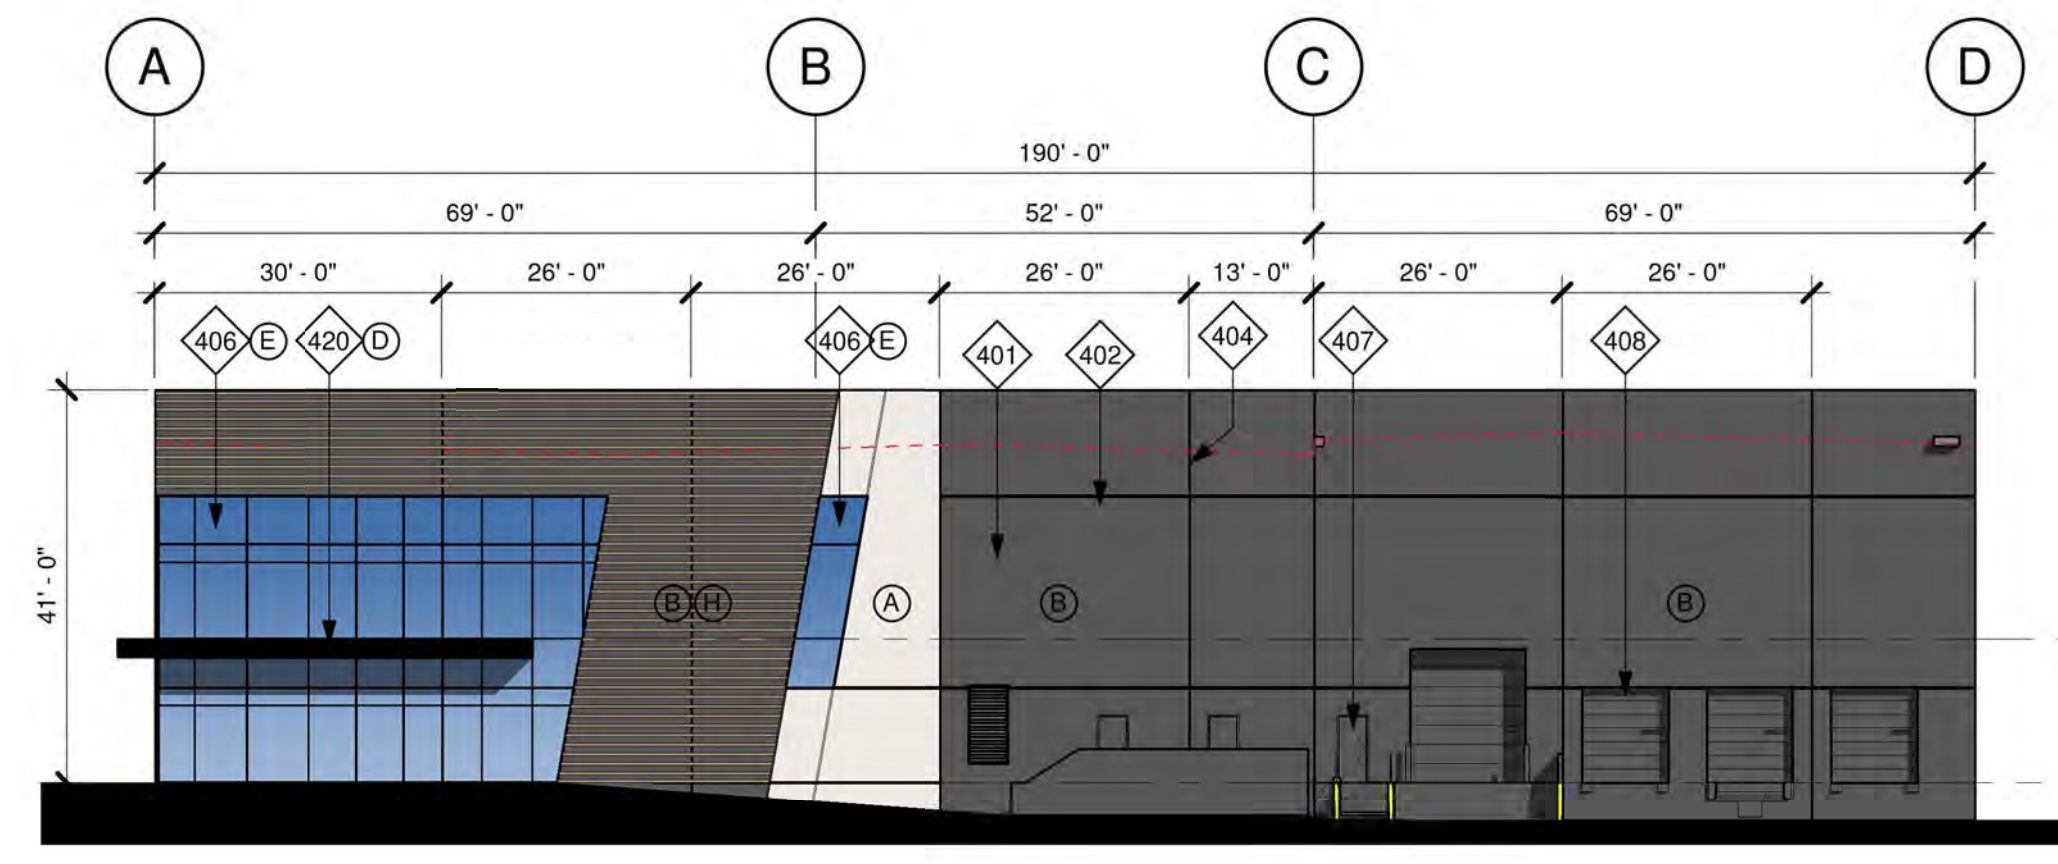 A B C D
190' - 0"
69' - 0" 52' - 0" 69' - 0"
30' - 0" 26' - 0" 26' - 0" 26' - 0" 13' - 0" 26' - 0" 26' - 0"
406 E 420 D 406 E 401 402 404 407 408
41' - 0"
B H A B B